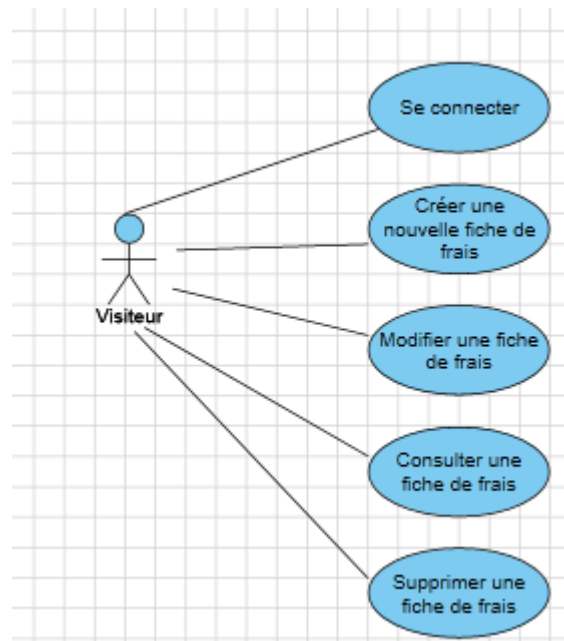 Se connecter
Créer une
nouvelle fiche de
frais
Visiteur
Modifier une fiche
de frais
Consulter une
fiche de frais
Supprimer une
fiche de frais